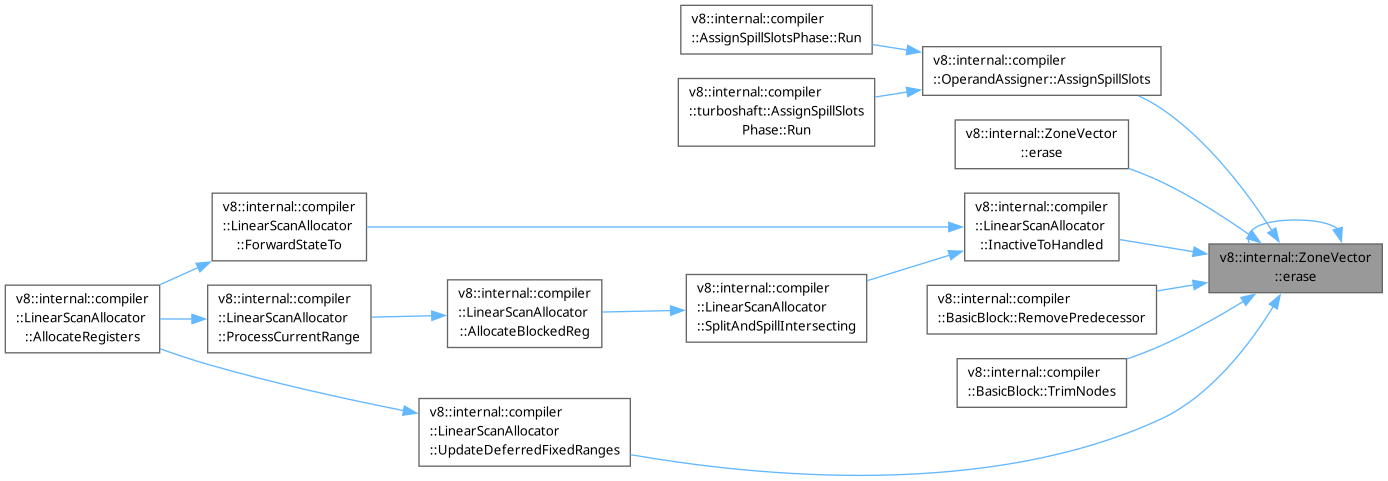 v8::internal::compiler
::AssignSpillSlotsPhase::Run
v8::internal::compiler
::OperandAssigner::AssignSpillSlots
v8::internal::compiler
::turboshaft::AssignSpillSlots
Phase::Run
v8::internal::ZoneVector
::erase
v8::internal::compiler
::LinearScanAllocator
::ForwardStateTo
v8::internal::compiler
::LinearScanAllocator
::InactiveToHandled
v8::internal::ZoneVector
::erase
v8::internal::compiler
::LinearScanAllocator
::AllocateRegisters
v8::internal::compiler
::LinearScanAllocator
::ProcessCurrentRange
v8::internal::compiler
::LinearScanAllocator
::AllocateBlockedReg
v8::internal::compiler
::LinearScanAllocator
::SplitAndSpillIntersecting
v8::internal::compiler
::BasicBlock::RemovePredecessor
v8::internal::compiler
::BasicBlock::TrimNodes
v8::internal::compiler
::LinearScanAllocator
::UpdateDeferredFixedRanges